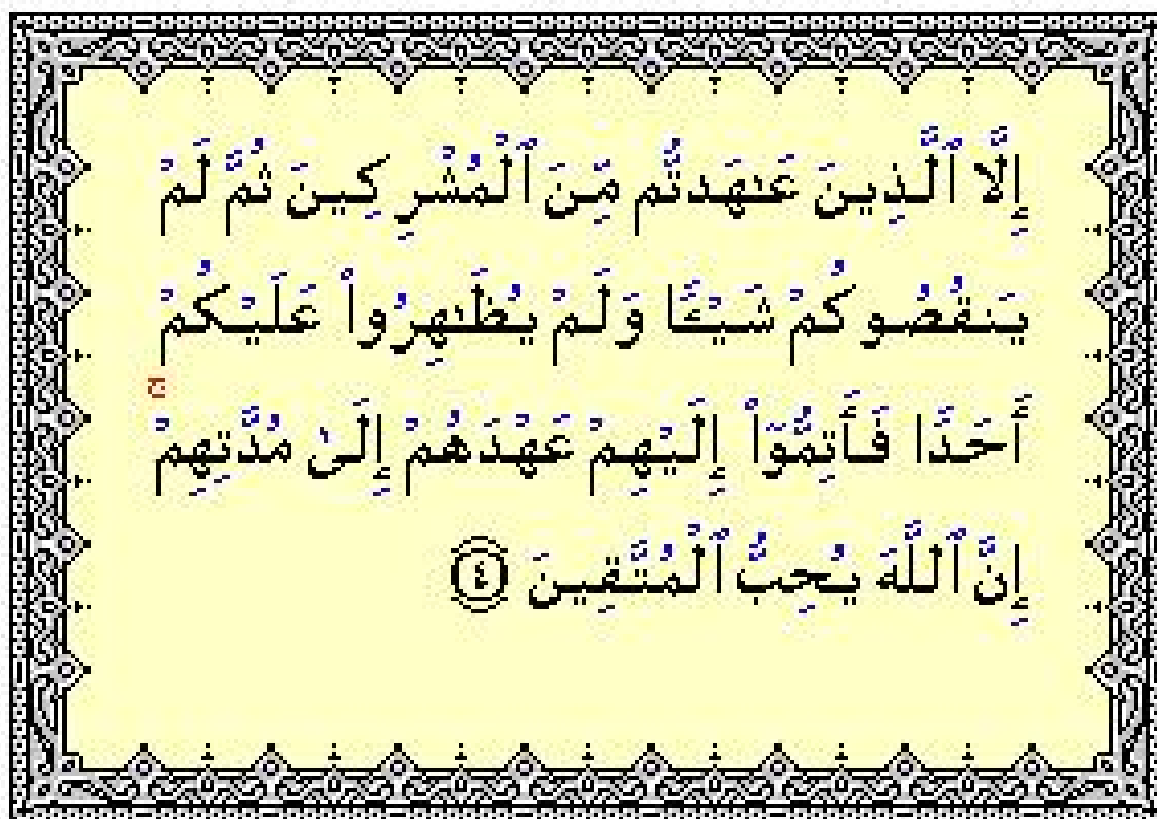 إِلَّا ٱلَّذِينَ عَـٰهَدتُّم مِّنَ ٱلْمُشْرِكِينَ ثُمَّ لَمْ
يَنقُصُوكُمْ شَيْـًٔا وَلَمْ يُظَـٰهِرُوا۟ عَلَيْكُمْ
أَحَدًا فَأَتِمُّوٓا۟ إِلَيْهِمْ عَهْدَهُمْ إِلَىٰ مُدَّتِهِمْ ۚ
إِنَّ ٱللَّهَ يُحِبُّ ٱلْمُتَّقِينَ ٤